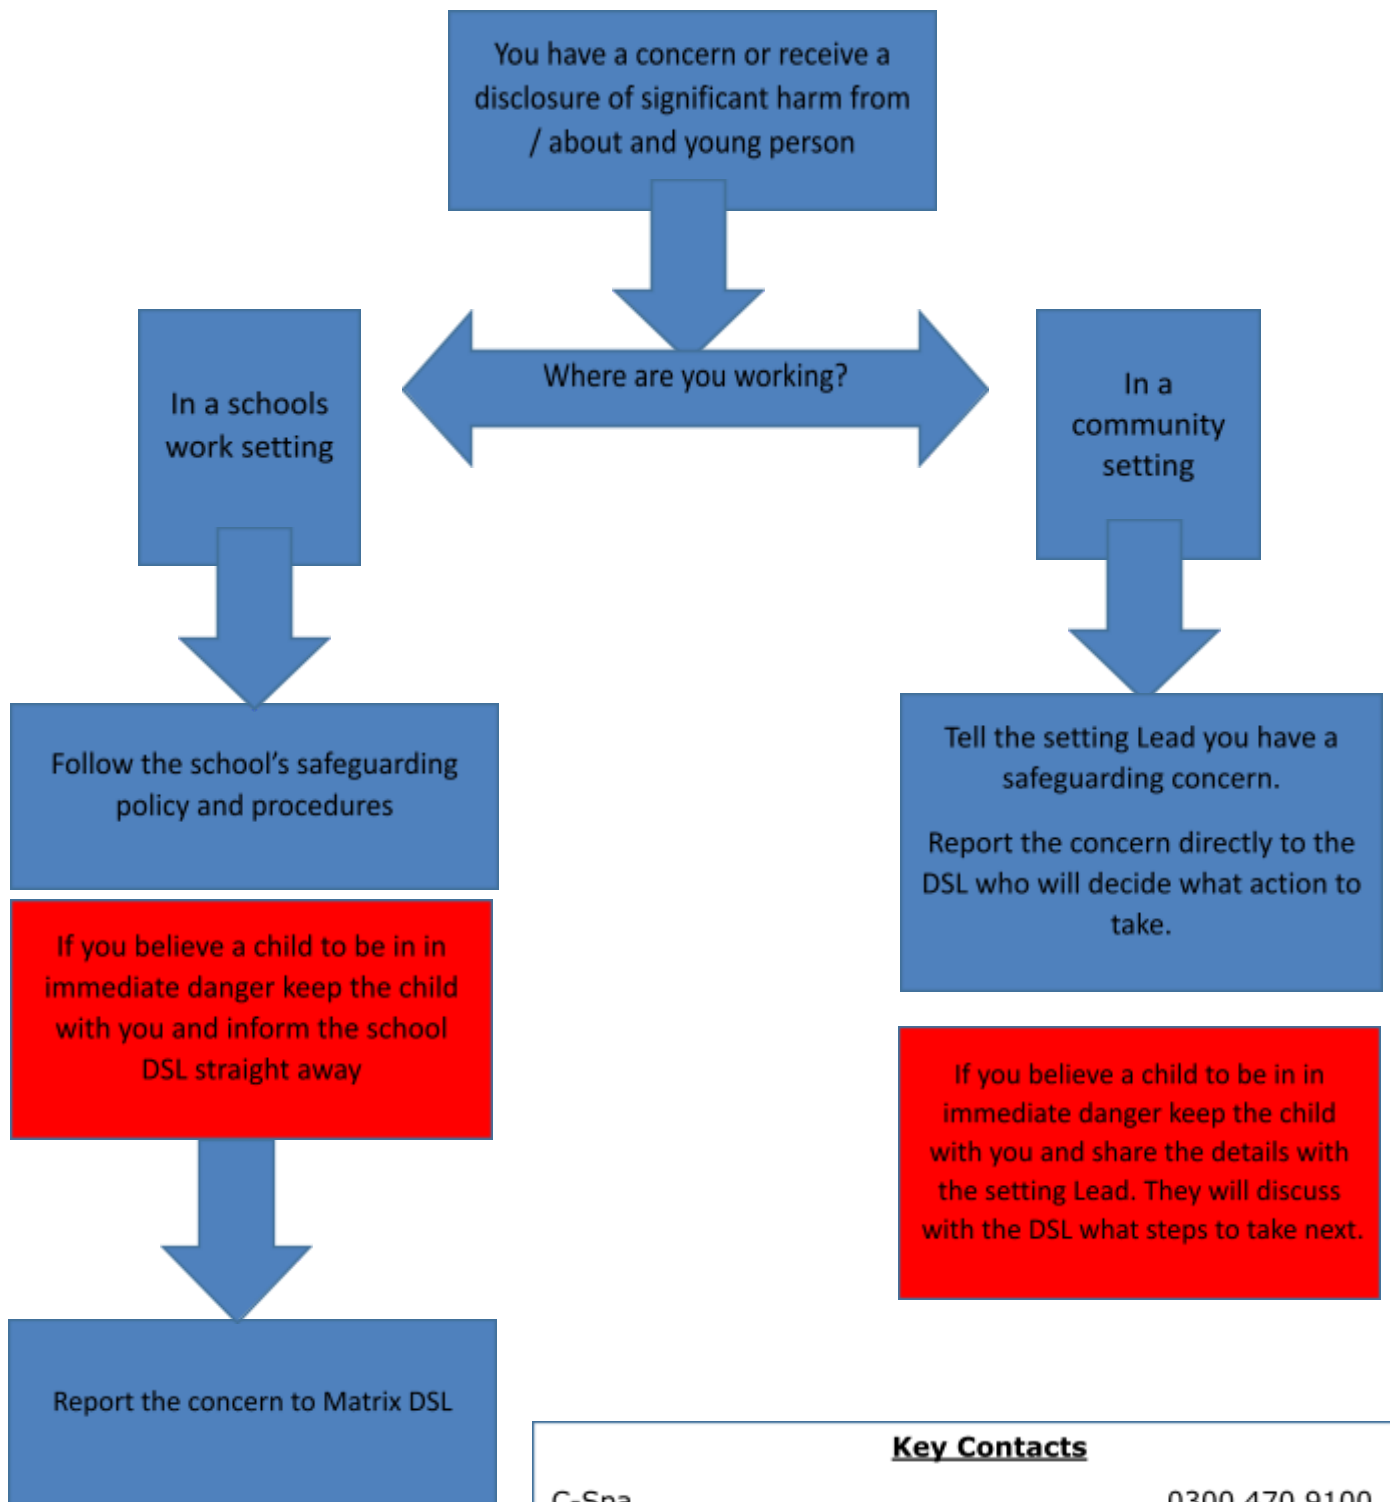 You have a concern or receive a
disclosure of significant harm from
/ about and young person
Where are you working?
In a schools
work setting
In a
community
setting
Follow the school's safeguarding
policy and procedures
Tell the setting Lead you have a
safeguarding concern.
Report the concern directly to the
DSL who will decide what action to
take.
If you believe a child to be in in
immediate danger keep the child
with you and inform the school
DSL straight away
If you believe a child to be in in
immediate danger keep the child
with you and share the details with
the setting Lead. They will discuss
with the DSL what steps to take next.
Report the concern to Matrix DSL
Key Contacts
C-Spa 0300 470 9100